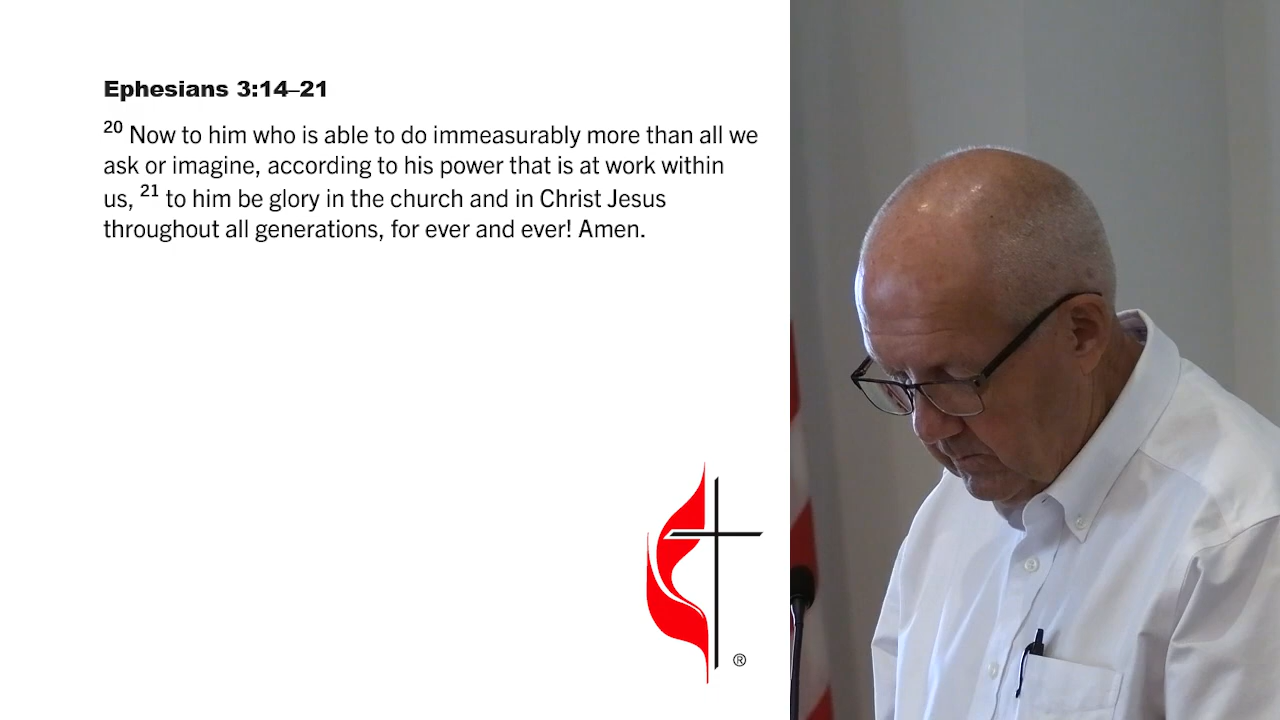 Ephesians 3:14–21
20 Now to him who is able to do immeasurably more than all we
ask or imagine, according to his power that is at work within
us, 21 to him be glory in the church and in Christ Jesus
throughout all generations, for ever and ever! Amen.
®